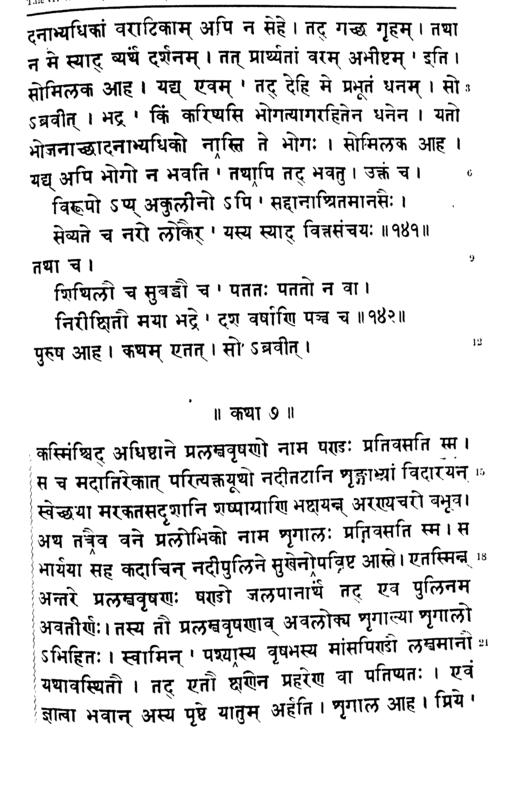 दनाभ्यधिकां वराटिकाम् अपि न सेहे। तद् गच्छ गृहम्। तथा
न मे स्याद् व्यर्थं दर्शनम्। तत् प्रार्थ्यतां वरम् अभीष्टम् ' इति।
सोमिलक आह। यद्य् एवम् ' तद् देहि मे प्रभूतं धनम्। सो 3
ऽब्रवीत्। भद्र ' किं करिष्यसि भोगत्यागरहितेन धनेन। यतो
भोजनाच्छादनाभ्यधिको नास्ति ते भोगः। सोमिलक आह।
यद्य् अपि भोगो न भवति ' तथापि तद् भवतु। उक्तं च। 6
विरूपो ऽप्य् अकुलीनो ऽपि ' सद्दानाश्रितमानसैः।
सेव्यते च नरो लोकैर् ' यस्य स्याद् वित्तसंचयः॥१४१॥
तथा च। 9
शिथिलौ च सुबद्धौ च ' पततः पततो न वा।
निरीक्षितौ मया भद्रे ' दश वर्षाणि पञ्च च॥१४२॥
पुरुष आह। कथम् एतत्। सो ऽब्रवीत्। 12
॥ कथा ७॥
कस्मिंश्चिद् अधिष्ठाने प्रलम्बवृषणो नाम षण्डः प्रतिवसति स्म।
स च मदातिरेकात् परित्यक्तयूथो नदीतटानि शृङ्गाभ्यां विदारयन् 15
स्वेच्छया मरकतसदृशानि शष्पाग्राणि भक्षयन्न् अरण्यचरो बभूव।
अथ तत्रैव वने प्रलोभिको नाम शृगालः प्रतिवसति स्म। स
भार्यया सह कदाचिन् नदीपुलिने सुखेनोपविष्ट आस्ते। एतस्मिन्न् 18
अन्तरे प्रलम्बवृषणः षण्डो जलपानार्थं तद् एव पुलिनम
अवतीर्णः। तस्य तौ प्रलम्बवृषणाव् अवलोक्य शृगाल्या शृगालो
ऽभिहितः। स्वामिन् ' पश्यास्य वृषभस्य मांसपिण्डौ लम्बमानौ 21
यथावस्थितौ। तद् एतौ क्षणेन प्रहरेण वा पतिष्यतः। एवं
ज्ञात्वा भवान् अस्य पृष्ठे यातुम् अर्हति। शृगाल आह। प्रिये '